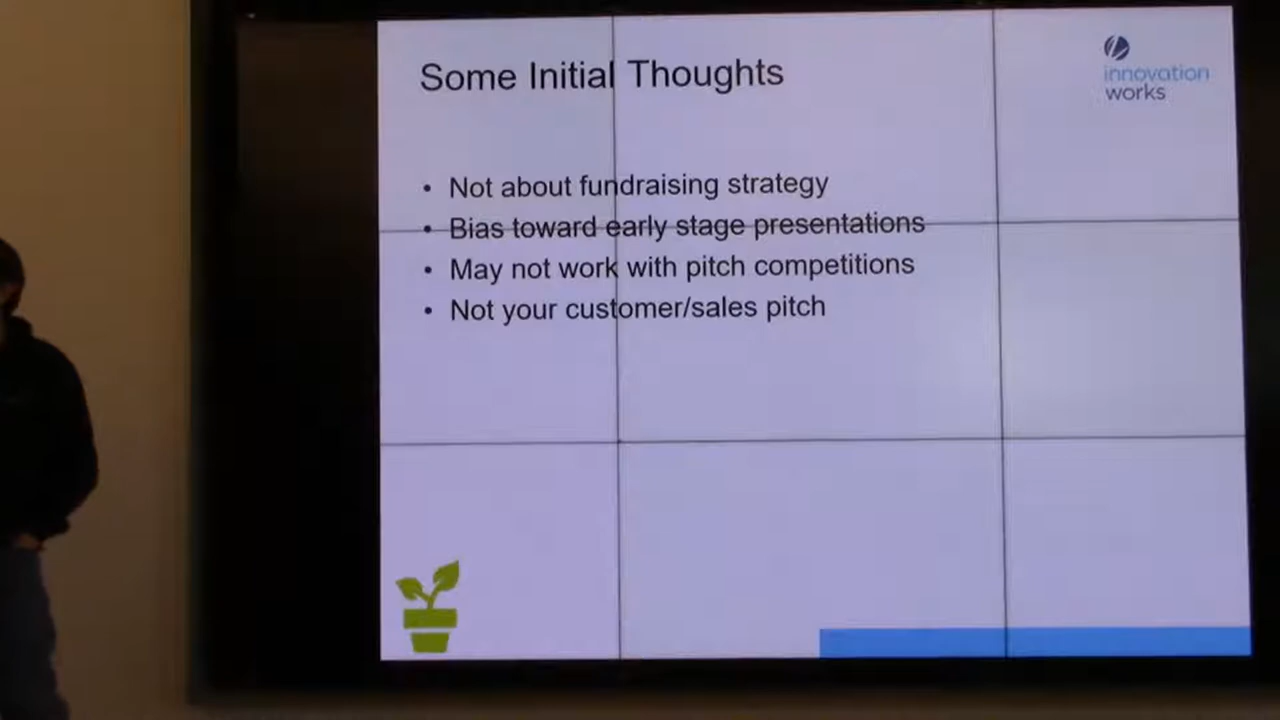 Some Initial Thoughts
innovation
works
• Not about fundraising strategy
• Bias toward early stage presentations
• May not work with pitch competitions
• Not your customer/sales pitch